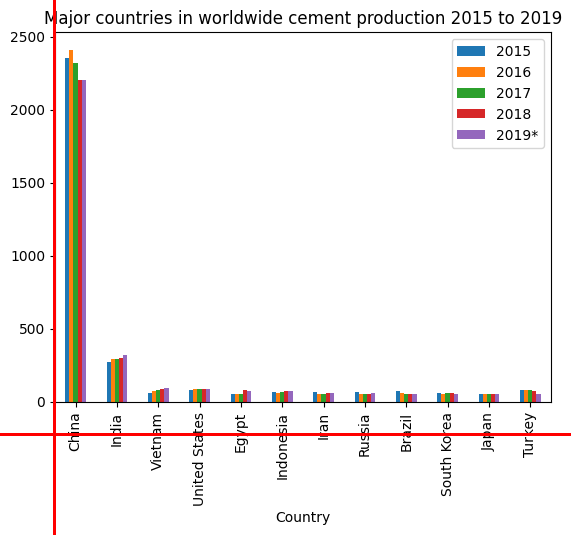 Major countries in worldwide cement production 2015 to 2019
2015
2016
2017
2018
2019*
2500
2000
1500
1000
500
0
China
India
Vietnam
United States
Egypt
Indonesia
Iran
Russia
Brazil
South Korea
Japan
Turkey
Country